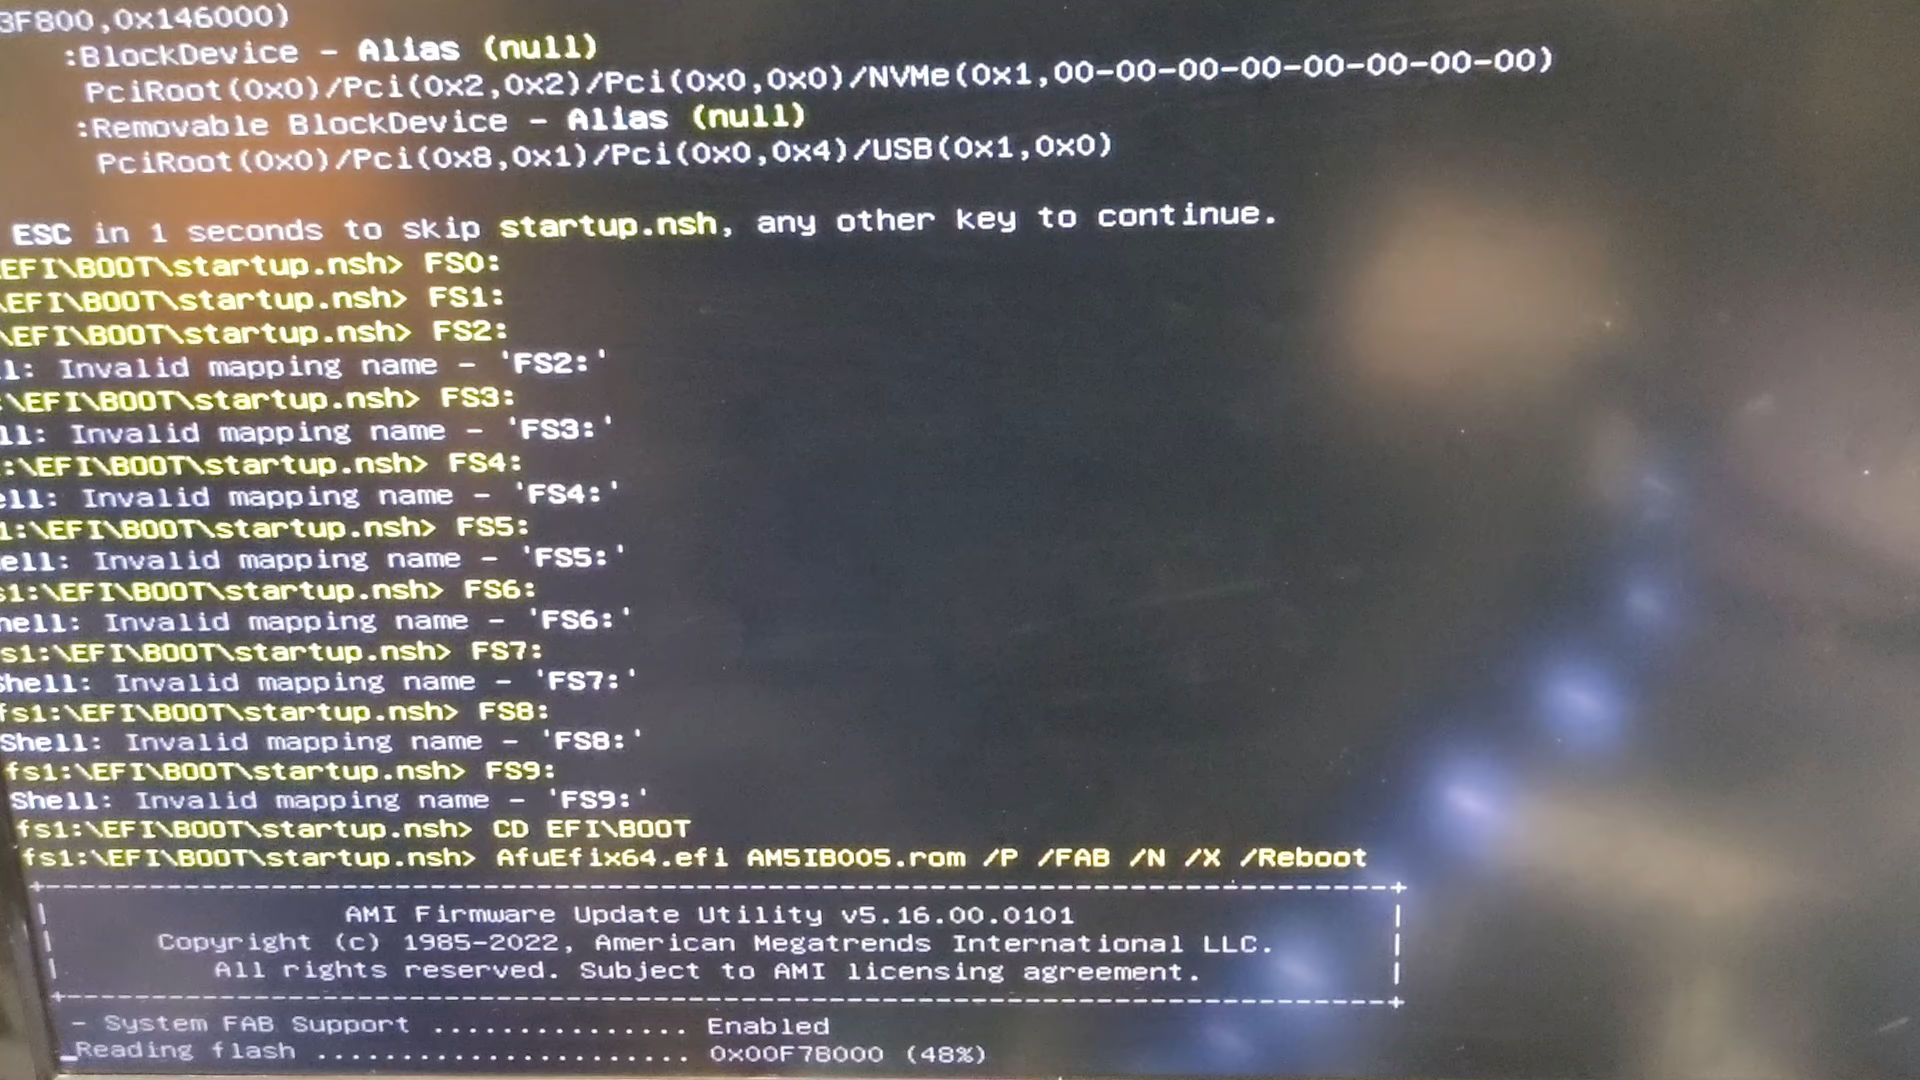 3F800,0x146000)
:BlockDevice - Alias (null)
PciRoot(0x0)/Pci(0x2,0x2)/Pci(0x0,0x0)/NVMe(0x1,00-00-00-00-00-00-00-00)
:Removable BlockDevice - Alias (null)
PciRoot(0x0)/Pci(0x8,0x1)/Pci(0x0,0x4)/USB(0x1,0x0)
ESC in 1 seconds to skip startup.nsh, any other key to continue.
EFI\BOOT\startup.nsh> FS0:
\EFI\BOOT\startup.nsh> FS1:
\EFI\BOOT\startup.nsh> FS2:
ll: Invalid mapping name - 'FS2:'
:\EFI\BOOT\startup.nsh> FS3:
ll: Invalid mapping name - 'FS3:'
:\EFI\BOOT\startup.nsh> FS4:
ell: Invalid mapping name - 'FS4:'
1:\EFI\BOOT\startup.nsh> FS5:
ell: Invalid mapping name - 'FS5:'
s1:\EFI\BOOT\startup.nsh> FS6:
hell: Invalid mapping name - 'FS6:'
s1:\EFI\BOOT\startup.nsh> FS7:
Shell: Invalid mapping name - 'FS7:'
fs1:\EFI\BOOT\startup.nsh> FS8:
Shell: Invalid mapping name - 'FS8:'
fs1:\EFI\BOOT\startup.nsh> FS9:
Shell: Invalid mapping name - 'FS9:'
fs1:\EFI\BOOT\startup.nsh> CD EFI\BOOT
fs1:\EFI\BOOT\startup.nsh> AfuEfix64.efi AM5IB005.rom /P /FAB /N /X /Reboot
+---------------------------------------------------------------------------+
| AMI Firmware Update Utility v5.16.00.0101 |
| Copyright (c) 1985-2022, American Megatrends International LLC. |
| All rights reserved. Subject to AMI licensing agreement. |
+---------------------------------------------------------------------------+
- System FAB Support ............... Enabled
_Reading flash ...................... 0x00F7B000 (48%)